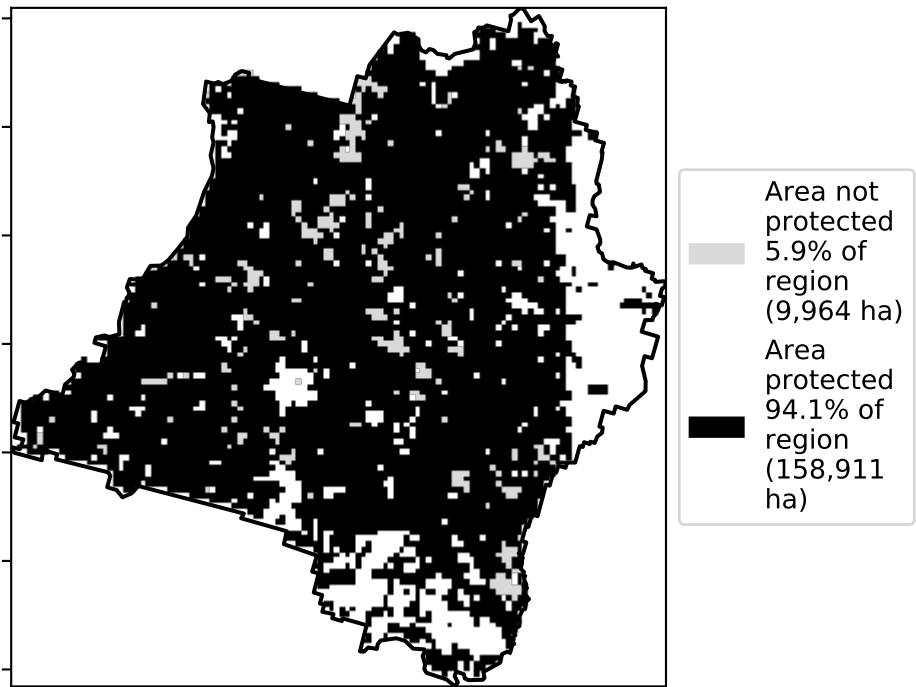 Area not
protected
5.9% of
region
(9,964 ha)
Area
protected
94.1% of
region
(158,911
ha)